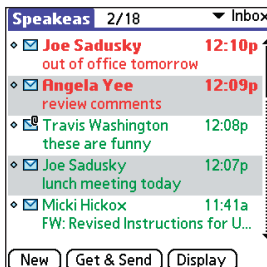 Speakeas 2/18 Inbox
Joe Sadusky 12:10p
out of office tomorrow
Angela Yee 12:09p
review comments
Travis Washington 12:08p
these are funny
Joe Sadusky 12:07p
lunch meeting today
Micki Hickox 11:41a
FW: Revised Instructions for U...
New Get & Send Display